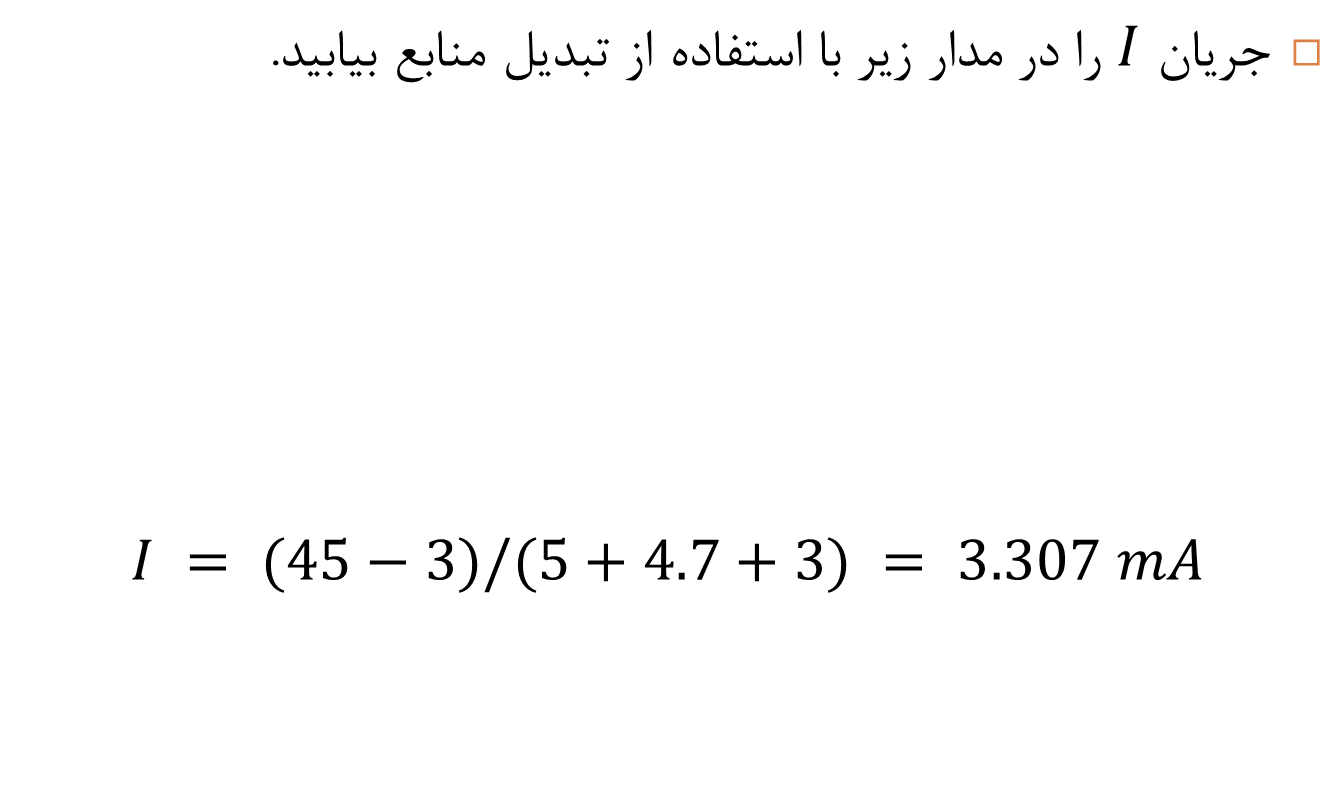 جریان I را در مدار زیر با استفاده از تبدیل منابع بیابید.
I = (45 − 3)/(5 + 4.7 + 3) = 3.307 mA